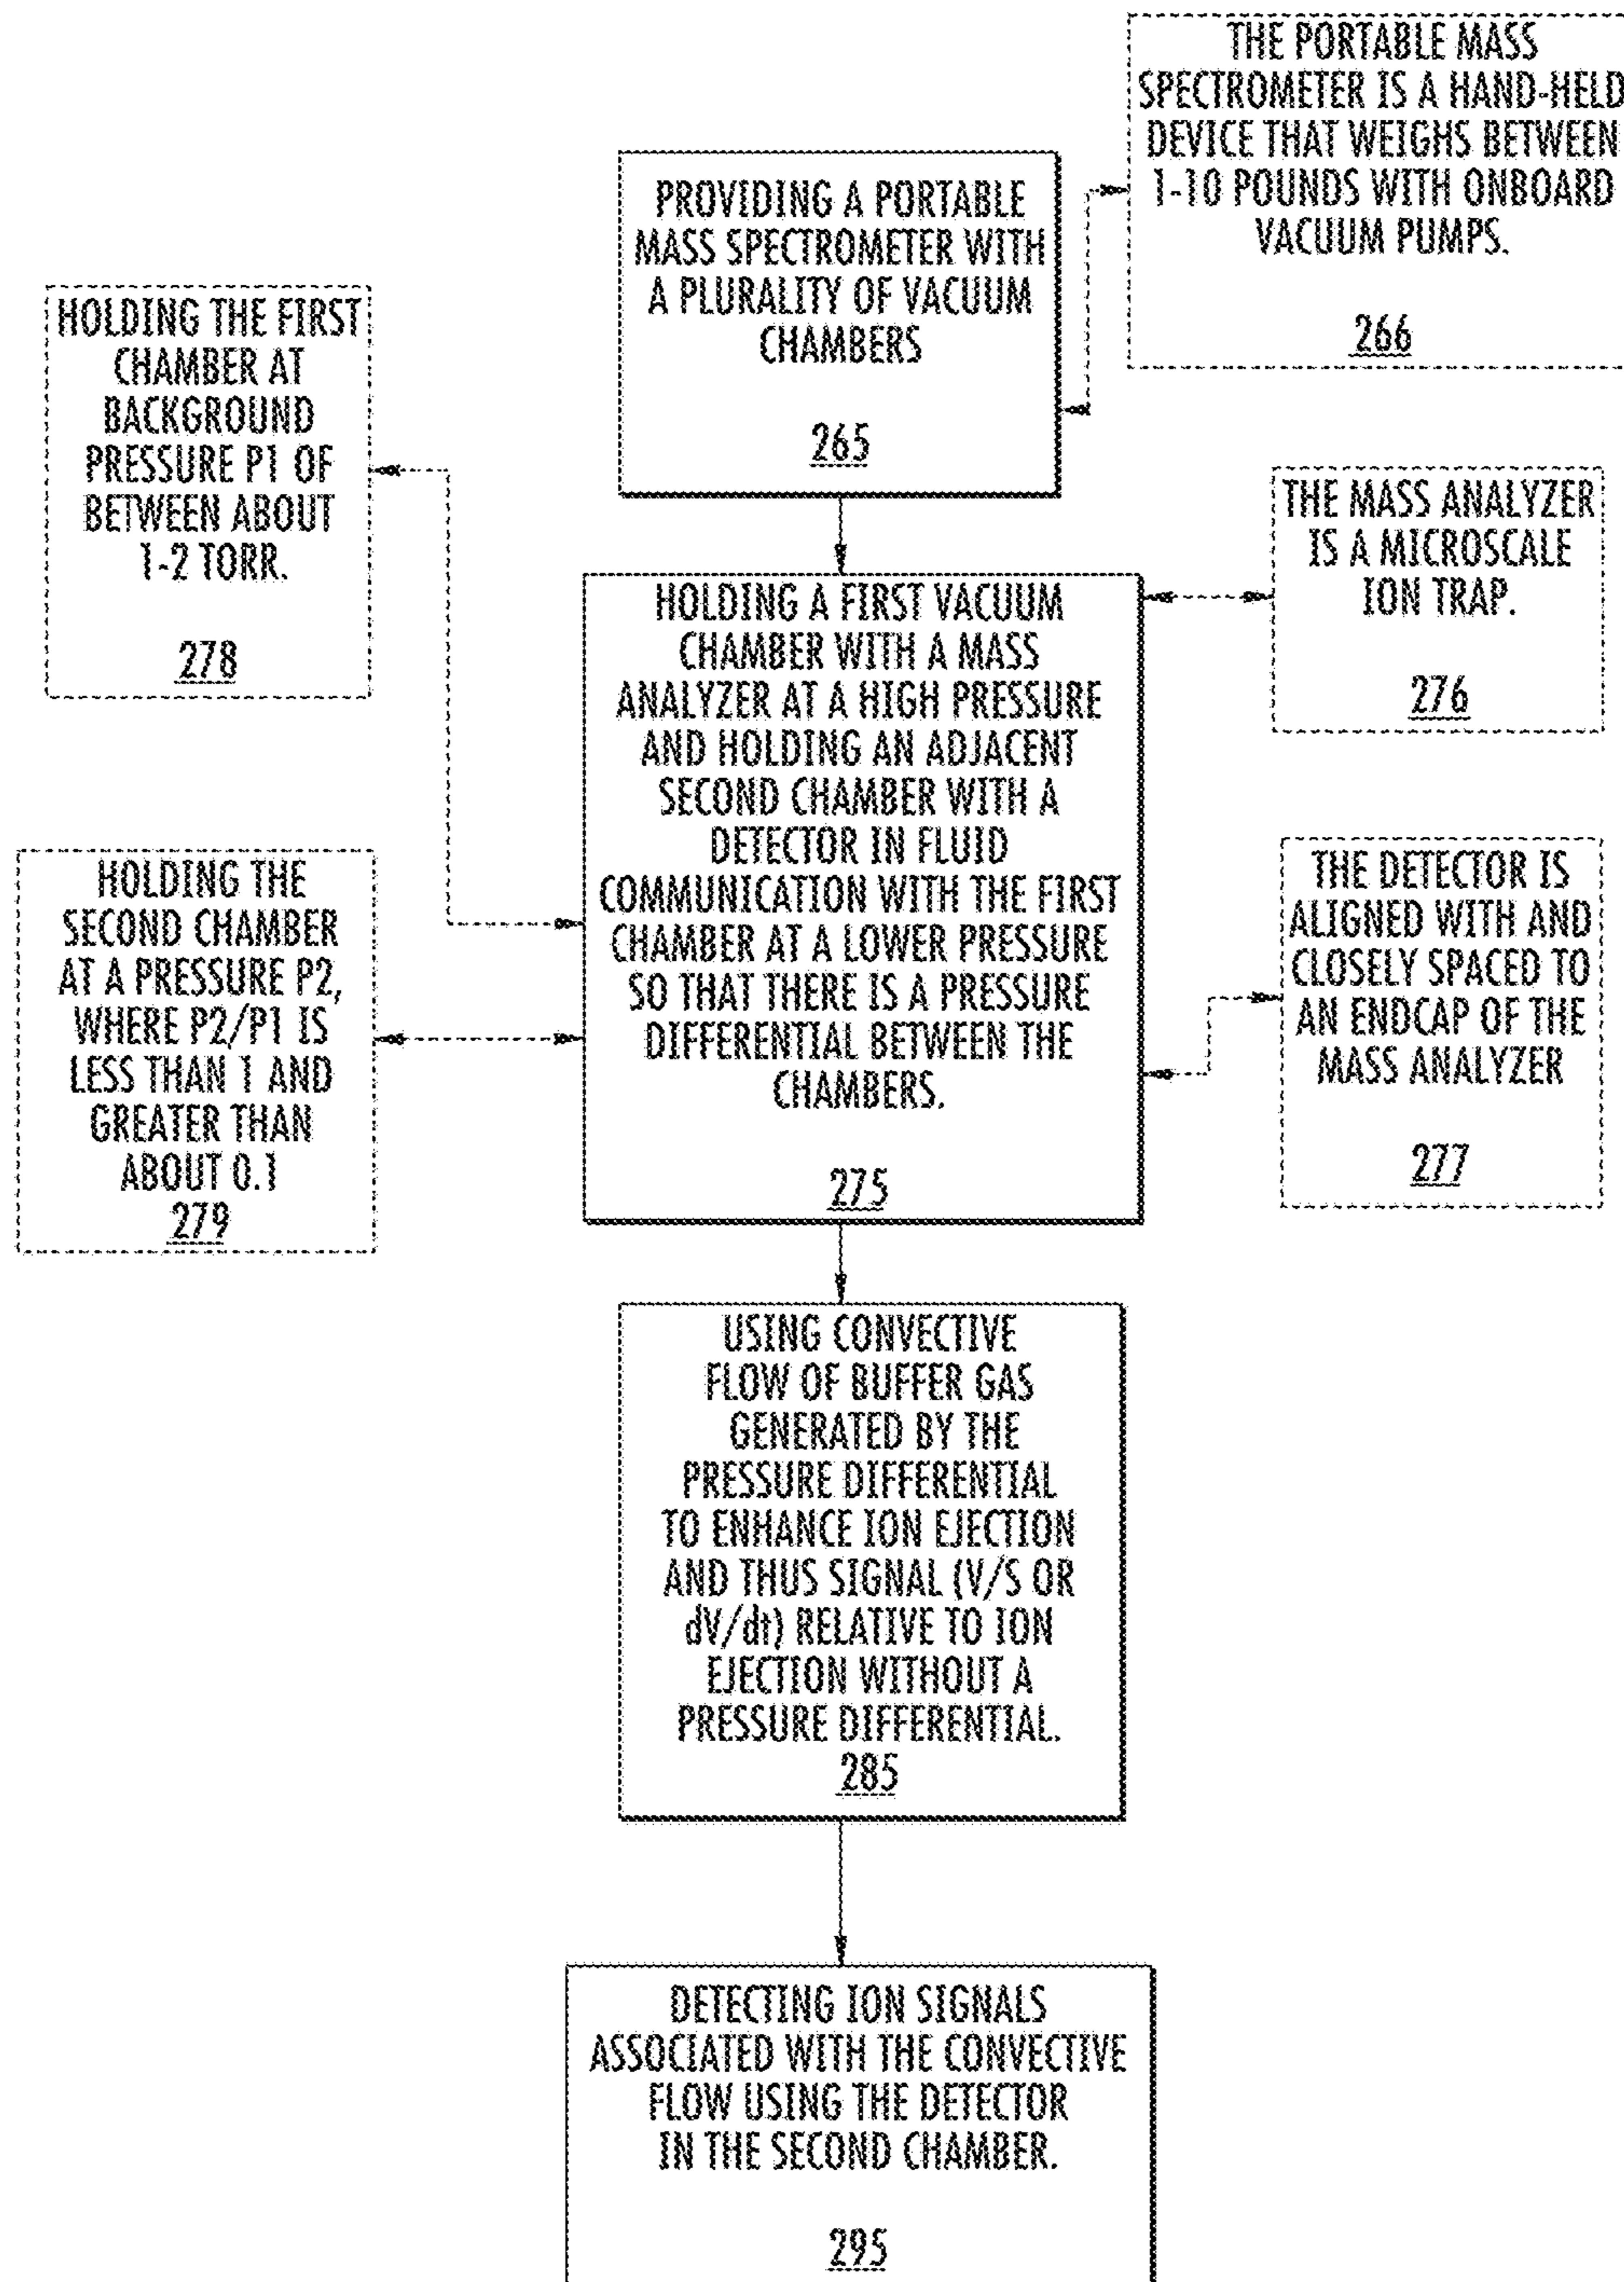 THE PORTABLE MASS
SPECTROMETER IS A HAND-HELD
DEVICE THAT WEIGHS BETWEEN
1-10 POUNDS WITH ONBOARD
VACUUM PUMPS.
266
PROVIDING A PORTABLE
MASS SPECTROMETER WITH
A PLURALITY OF VACUUM
CHAMBERS
265
HOLDING THE FIRST
CHAMBER AT
BACKGROUND
PRESSURE P1 OF
BETWEEN ABOUT
1-2 TORR.
278
THE MASS ANALYZER
IS A MICROSCALE
ION TRAP.
276
HOLDING A FIRST VACUUM
CHAMBER WITH A MASS
ANALYZER AT A HIGH PRESSURE
AND HOLDING AN ADJACENT
SECOND CHAMBER WITH A
DETECTOR IN FLUID
COMMUNICATION WITH THE FIRST
CHAMBER AT A LOWER PRESSURE
SO THAT THERE IS A PRESSURE
DIFFERENTIAL BETWEEN THE
CHAMBERS.
275
HOLDING THE
SECOND CHAMBER
AT A PRESSURE P2,
WHERE P2/P1 IS
LESS THAN 1 AND
GREATER THAN
ABOUT 0.1
279
THE DETECTOR IS
ALIGNED WITH AND
CLOSELY SPACED TO
AN ENDCAP OF THE
MASS ANALYZER
277
USING CONVECTIVE
FLOW OF BUFFER GAS
GENERATED BY THE
PRESSURE DIFFERENTIAL
TO ENHANCE ION EJECTION
AND THUS SIGNAL (V/S OR
dV/dt) RELATIVE TO ION
EJECTION WITHOUT A
PRESSURE DIFFERENTIAL.
285
DETECTING ION SIGNALS
ASSOCIATED WITH THE CONVECTIVE
FLOW USING THE DETECTOR
IN THE SECOND CHAMBER.
295